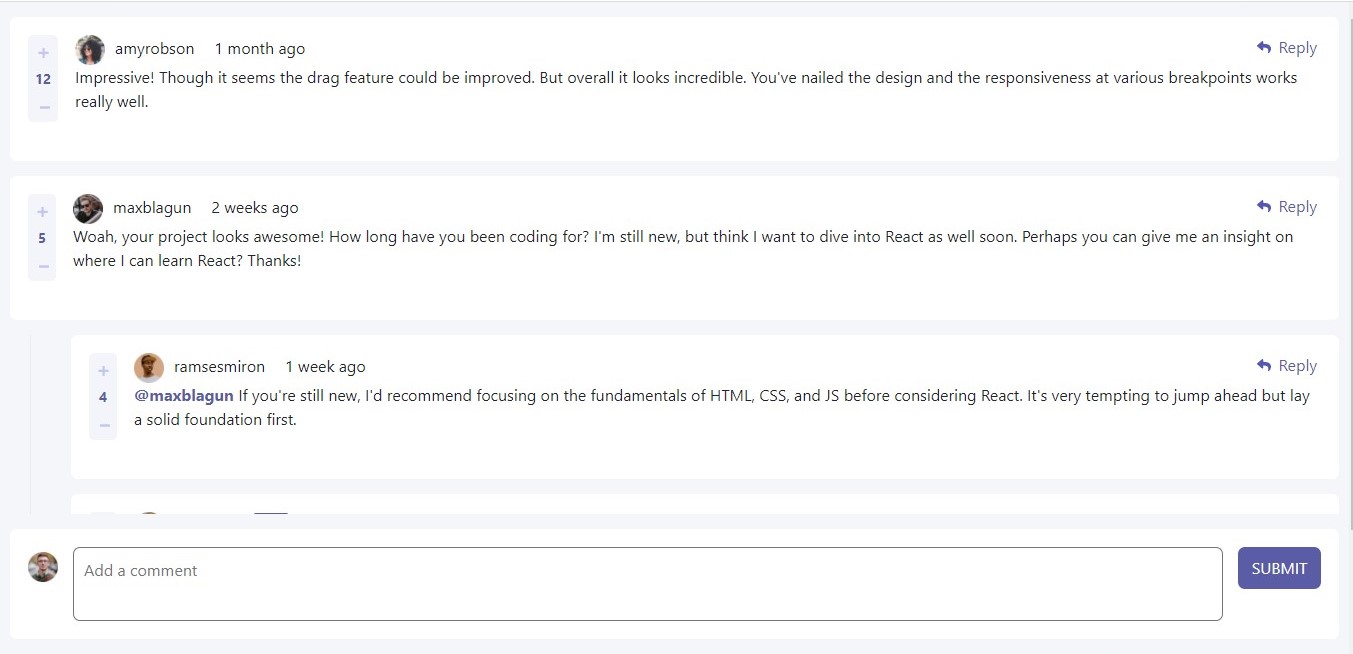 +
amyrobson 1 month ago Reply
12
Impressive! Though it seems the drag feature could be improved. But overall it looks incredible. You've nailed the design and the responsiveness at various breakpoints works
really well.
−
+
maxblagun 2 weeks ago Reply
5
Woah, your project looks awesome! How long have you been coding for? I'm still new, but think I want to dive into React as well soon. Perhaps you can give me an insight on
where I can learn React? Thanks!
−
+
ramsesmiron 1 week ago Reply
4
@maxblagun If you're still new, I'd recommend focusing on the fundamentals of HTML, CSS, and JS before considering React. It's very tempting to jump ahead but lay
a solid foundation first.
−
Add a comment
SUBMIT